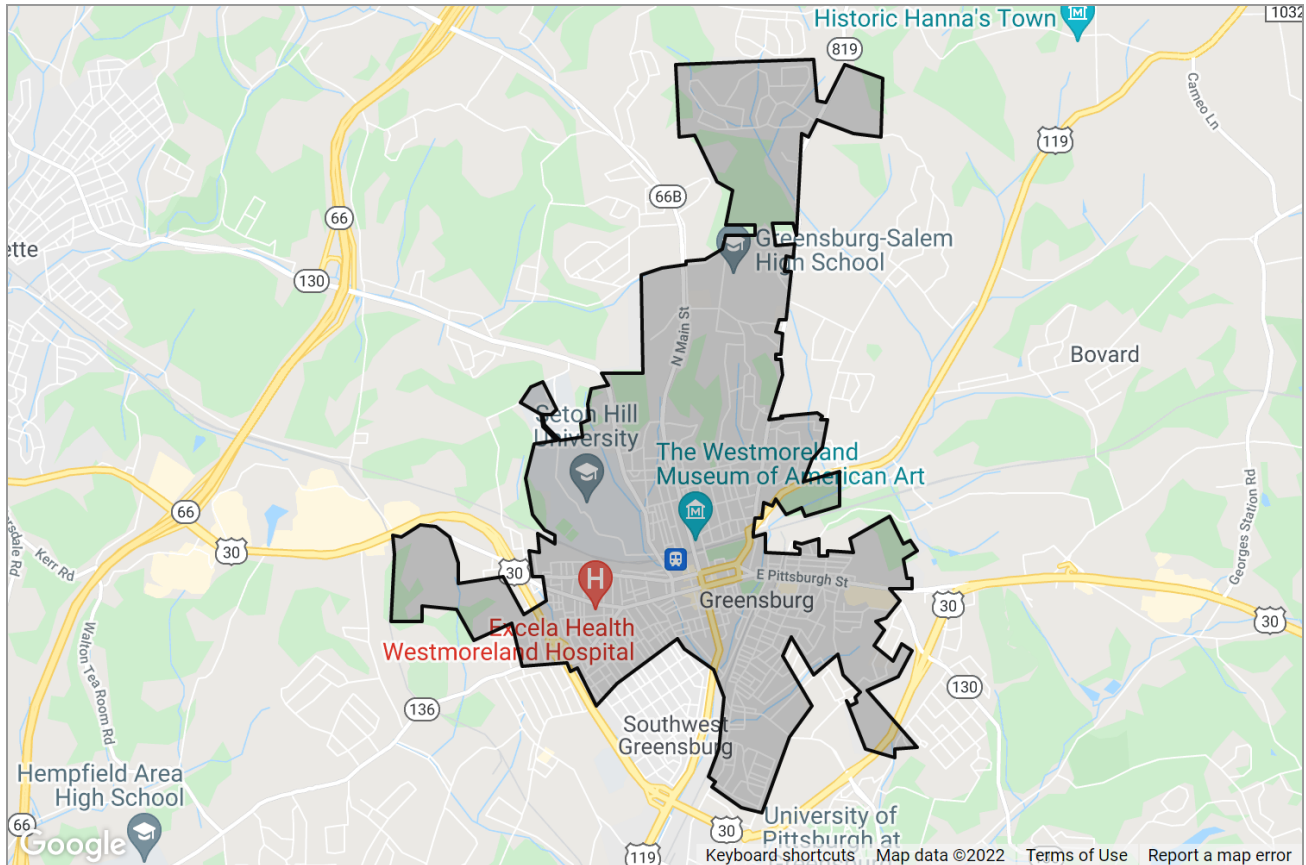 Historic Hanna's Town
1032
819
Cameo Ln
119
66B
ette
66
Greensburg-Salem
High School
130
N Main St
Bovard
Seton Hill
University
The Westmoreland
Museum of American Art
66
30
Kerr Rd
30
Georges Station Rd
E Pittsburgh St
H
Greensburg
30
30
Excela Health
Westmoreland Hospital
Walton Tea Room Rd
136
130
Southwest
Greensburg
Hempfield Area
High School
66
30
University of
Pittsburgh at
119
Google
Keyboard shortcuts
Map data ©2022
Terms of Use
Report a map error